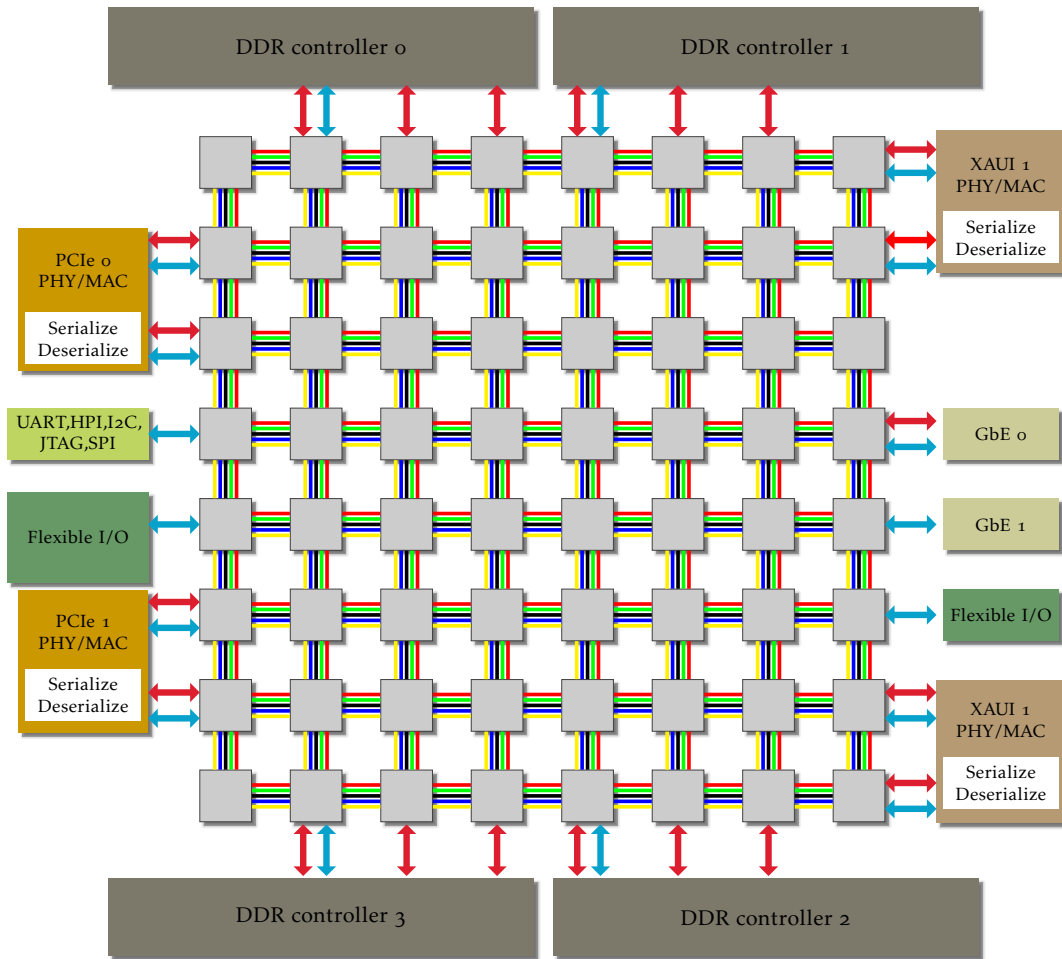 DDR controller 0
DDR controller 1
XAUI 1
PHY/MAC
Serialize
Deserialize
PCIe 0
PHY/MAC
Serialize
Deserialize
UART,HPI,I2C,
JTAG,SPI
GbE 0
Flexible I/O
GbE 1
PCIe 1
PHY/MAC
Serialize
Deserialize
Flexible I/O
XAUI 1
PHY/MAC
Serialize
Deserialize
DDR controller 3
DDR controller 2